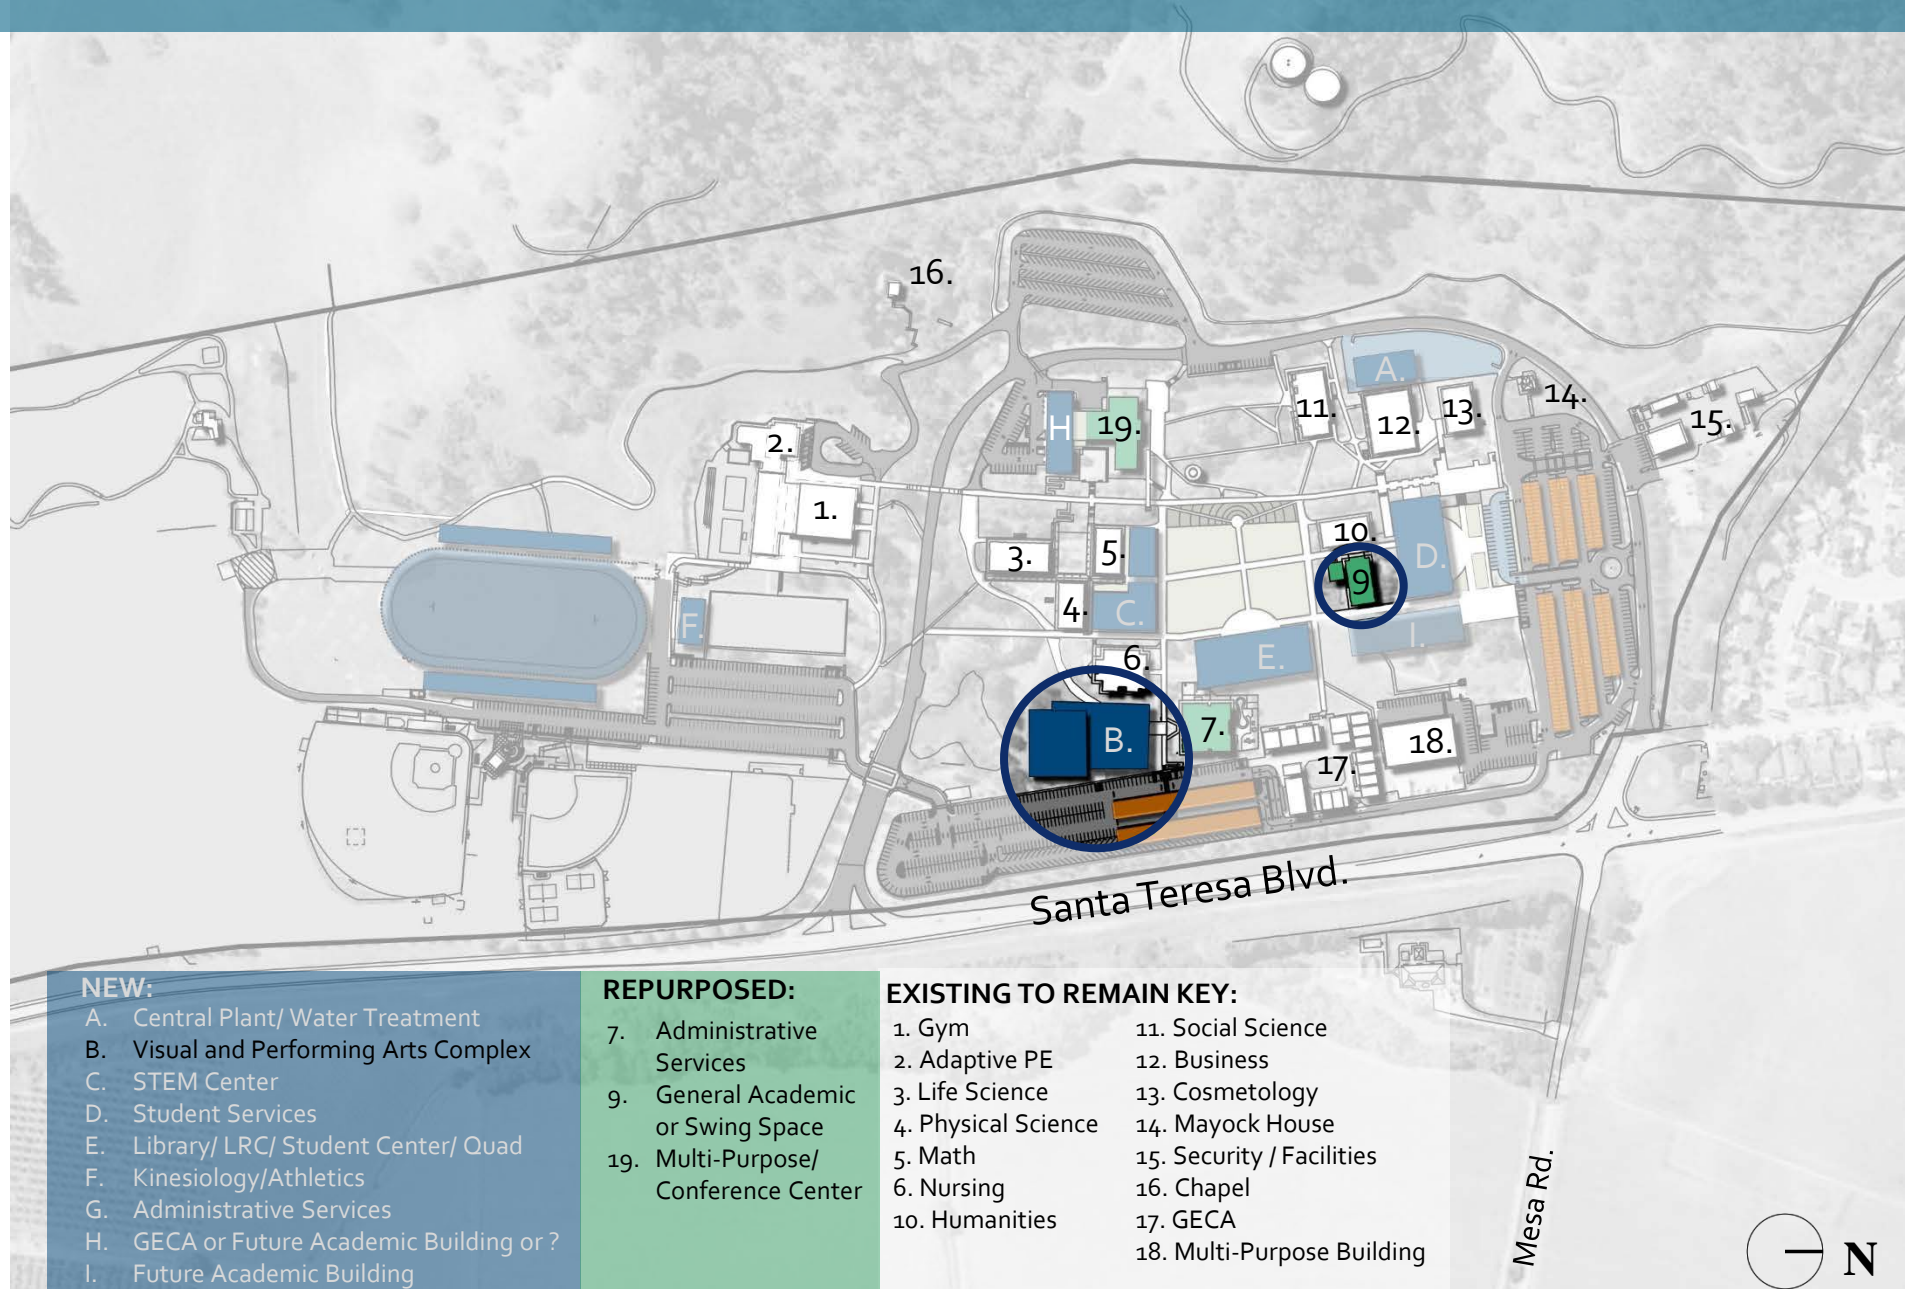 16.
A.
11.
12.
13.
14.
15.
H
19.
2.
1.
3.
5.
4.
C.
10.
9
D.
I.
F.
6.
E.
B.
7.
17.
18.
Santa Teresa Blvd.
Mesa Rd.
NEW:
A. Central Plant/ Water Treatment
B. Visual and Performing Arts Complex
C. STEM Center
D. Student Services
E. Library/ LRC/ Student Center/ Quad
F. Kinesiology/Athletics
G. Administrative Services
H. GECA or Future Academic Building or ?
I. Future Academic Building
REPURPOSED:
7. Administrative
Services
9. General Academic
or Swing Space
19. Multi-Purpose/
Conference Center
EXISTING TO REMAIN KEY:
1. Gym
2. Adaptive PE
3. Life Science
4. Physical Science
5. Math
6. Nursing
10. Humanities
11. Social Science
12. Business
13. Cosmetology
14. Mayock House
15. Security / Facilities
16. Chapel
17. GECA
18. Multi-Purpose Building
N